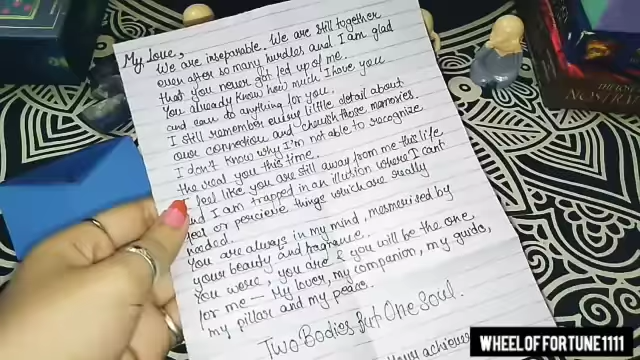 My Love,
We are inseparable. We are still together
even after so many hurdles and I am glad
that you never got fed up of me.
You already know how much I love you
and can do anything for you.
I still remember every little detail about
our connection and cherish those memories.
I don't know why I'm not able to recognize
the real you this time.
I feel like you are still away from me this life
and I am trapped in an illusion where I can't
feel or percieve things which are really
needed.
You are always in my mind, mesmerised by
your beauty and fragrance.
You were, you are & you will be the one
for me — My lover, my companion, my guide,
my pillar and my peace.
Two Bodies But One Soul.
THE LOST
NOSTR
WHEEL OF FORTUNE1111